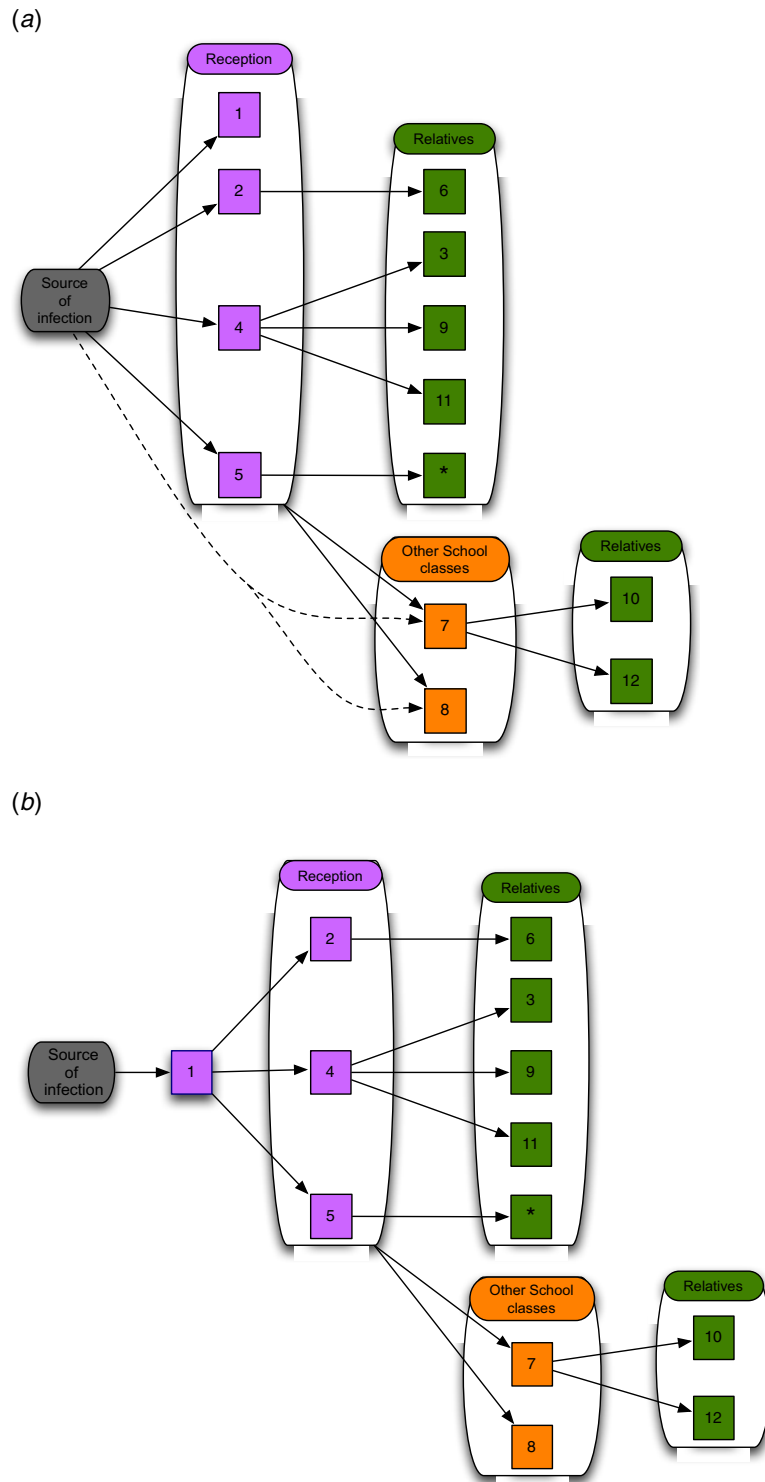 (a)
Reception
1
Relatives
2
6
3
Source
of
infection
4
9
11
5
*
Other School
classes
Relatives
7
10
12
8
(b)
Reception
Relatives
2
6
3
Source
of
infection
1
4
9
11
5
*
Other School
classes
Relatives
7
10
12
8